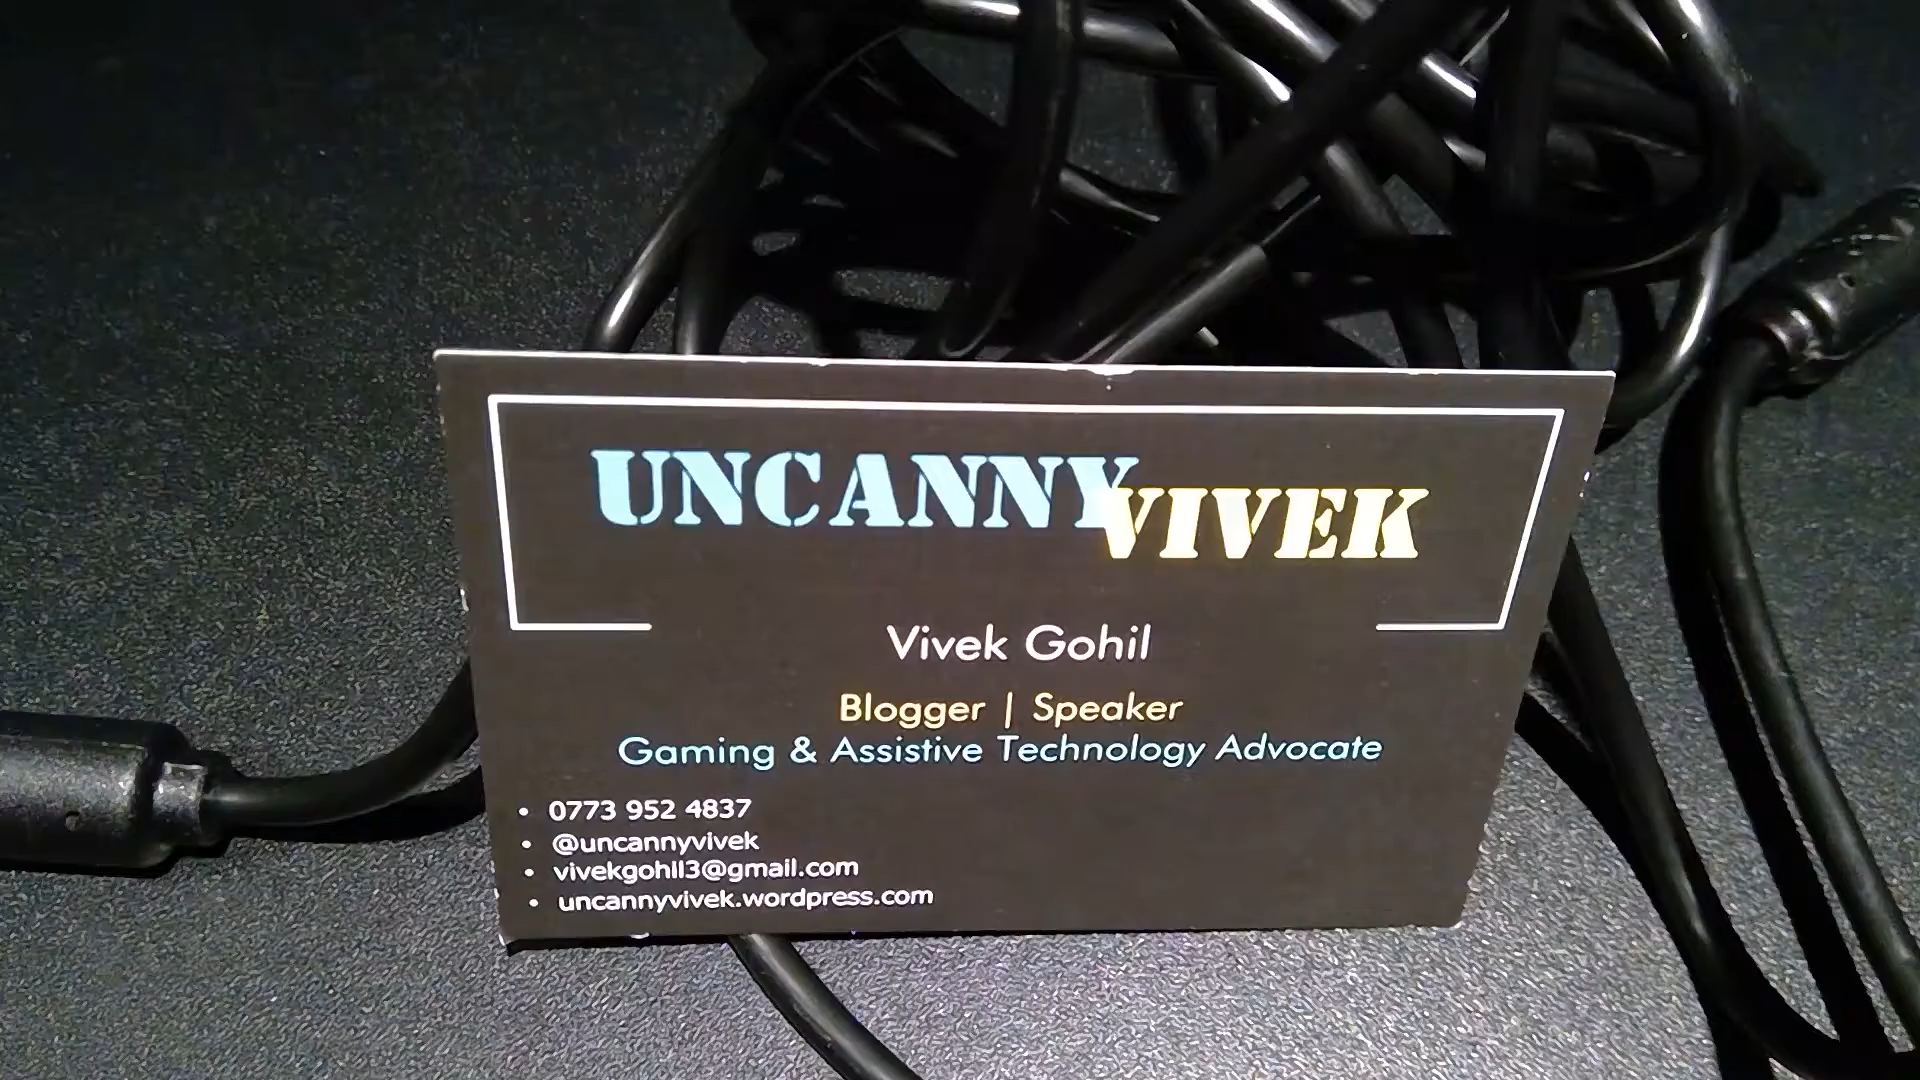 UNCANNY
VIVEK
Vivek Gohil
Blogger | Speaker
Gaming & Assistive Technology Advocate
• 0773 952 4837
• @uncannyvivek
• vivekgohil3@gmail.com
• uncannyvivek.wordpress.com